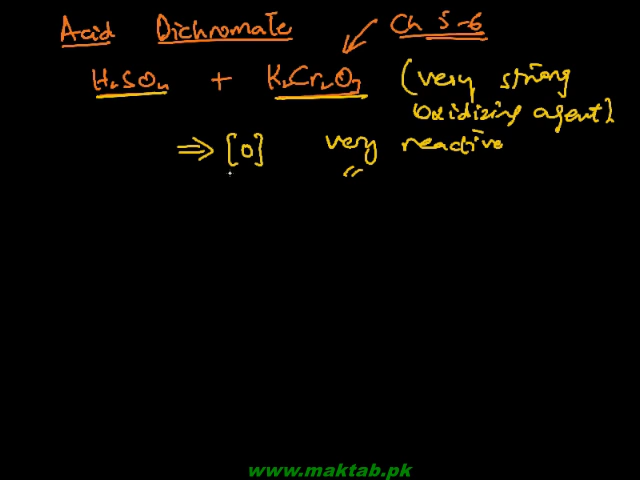 Acid Dichromate Ch 5-6
H₂SO₄ + K₂Cr₂O₇ (very strong
oxidizing agent)
⇒ [O] very reactive
www.maktab.pk